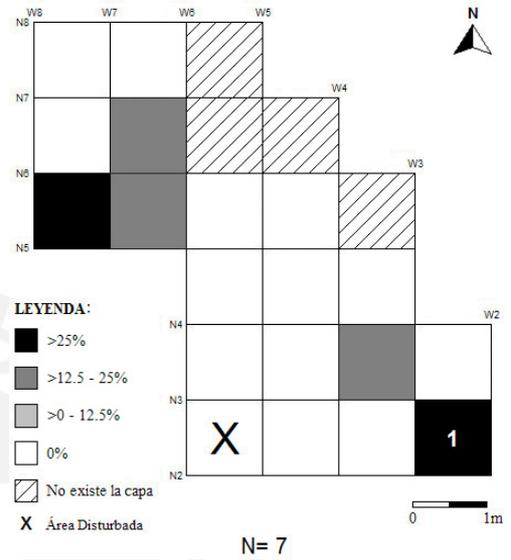 W8 W7 W6 W5
N8
N
N7
W4
N6
W3
N5
LEYENDA:
W2
N4
>25%
>12.5 - 25%
N3
>0 - 12.5%
X 1
0%
N2
No existe la capa
X Área Disturbada
0 1m
N= 7